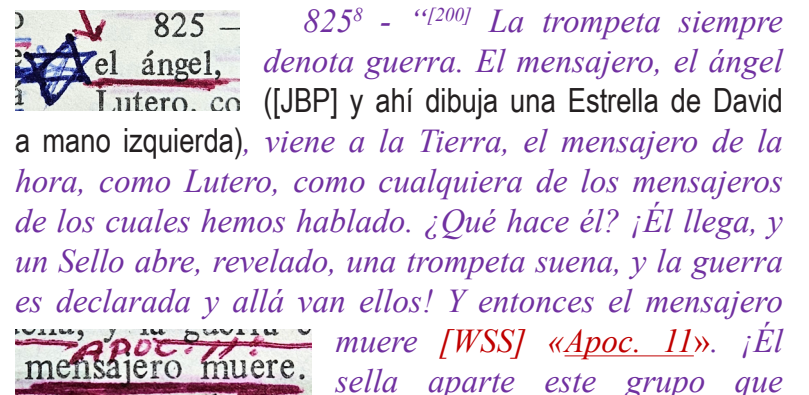 825 –
el ángel,
Lutero, co
825⁸ - “[200] La trompeta siempre
denota guerra. El mensajero, el ángel
([JBP] y ahí dibuja una Estrella de David
a mano izquierda), viene a la Tierra, el mensajero de la
hora, como Lutero, como cualquiera de los mensajeros
de los cuales hemos hablado. ¿Qué hace él? ¡Él llega, y
un Sello abre, revelado, una trompeta suena, y la guerra
es declarada y allá van ellos! Y entonces el mensajero
APOC. 11:
mensajero muere.
muere [WSS] «Apoc. 11». ¡Él
sella aparte este grupo que